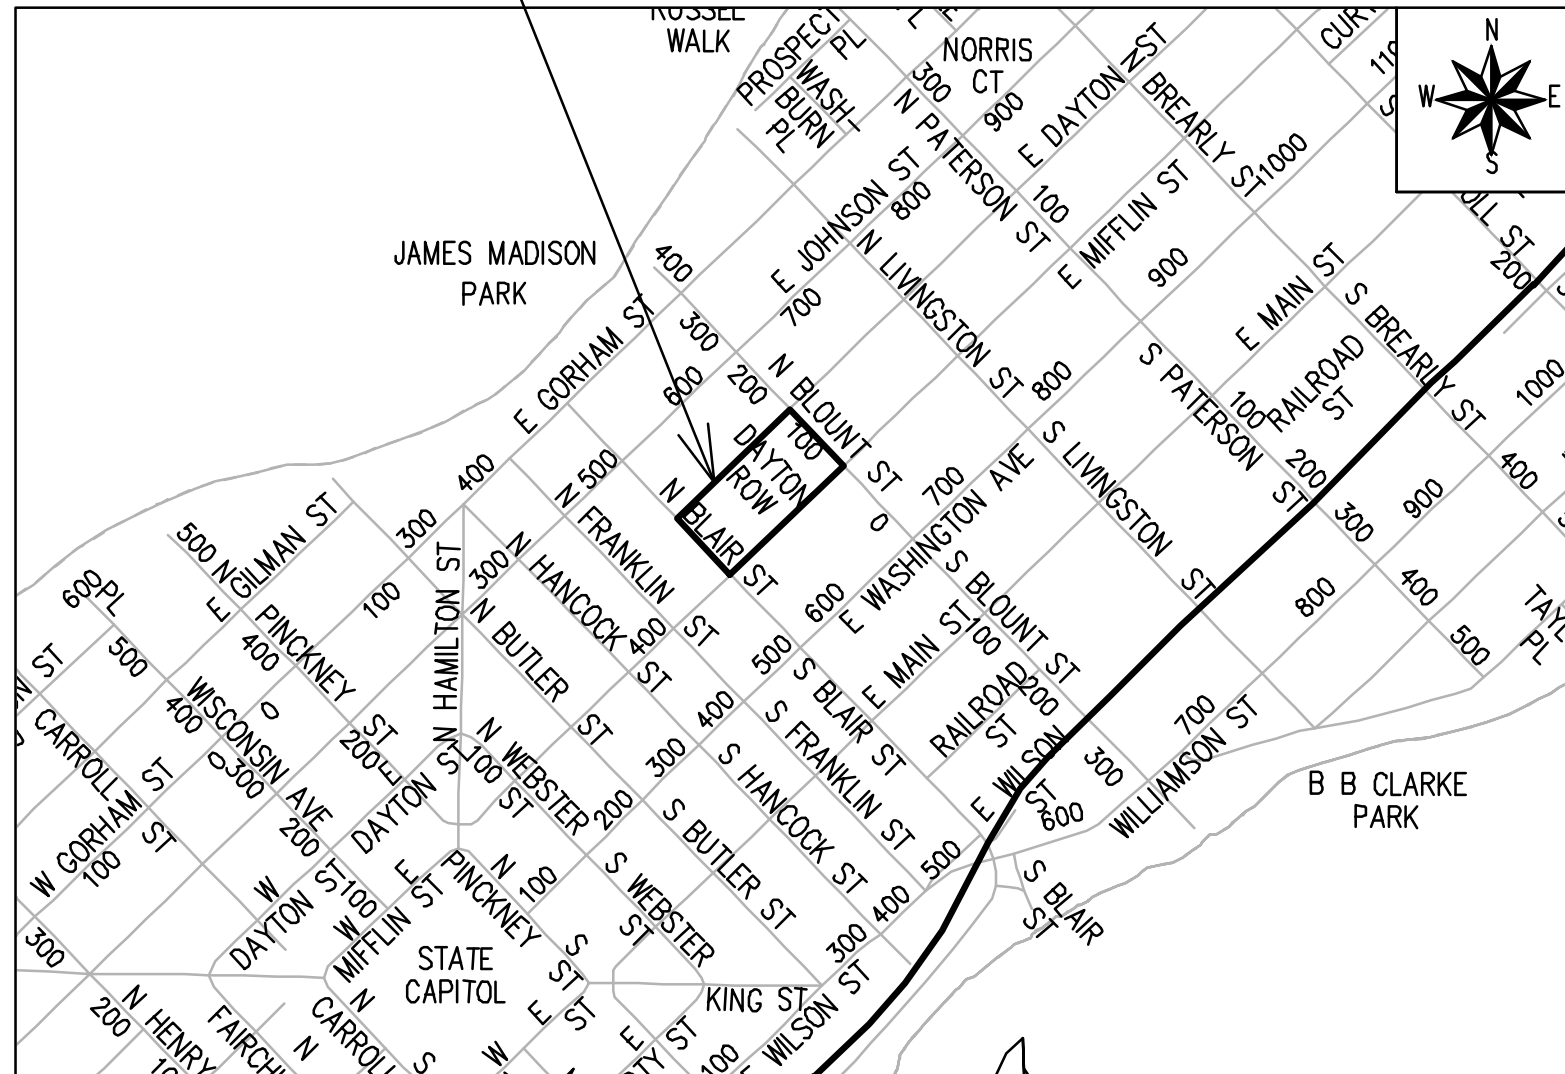 WALK
PROSPECT
PL
WASH-
BURN
PL
NORRIS
CT
N
W
E
S
300
900
N PATERSON ST
E DAYTON ST
N BREARLY ST
1000
JAMES MADISON
PARK
400
E JOHNSON ST
800
100
E MIFFLIN ST
900
200
E GORHAM ST
300
700
N LIVINGSTON ST
E MAIN ST
S BREARLY ST
RAILROAD
ST
1000
600
200
N BLOUNT ST
100
DAYTON
ROW
800
S PATERSON ST
100
200
400
400
N
500
N BLAIR ST
0
700
S LIVINGSTON ST
300
900
500 N
E GILMAN ST
300
N FRANKLIN ST
E WASHINGTON AVE
600
S BLOUNT ST
800
400
600
PL
PINCKNEY ST
100
N HAMILTON ST
300
N HANCOCK ST
400
500
E MAIN ST
100
500
500
400
N BUTLER ST
S BLAIR ST
RAILROAD
ST
200
700
ST
CARROLL
ST
WISCONSIN AVE
400
0
0
300
200
E
DAYTON ST
100
N WEBSTER ST
400
300
S FRANKLIN ST
E WILSON
ST
300
WILLIAMSON ST
B B CLARKE
PARK
W GORHAM ST
100
200
200
S HANCOCK ST
600
W
DAYTON ST
100
E
W
MIFFLIN ST
N
PINCKNEY
ST
100
S WEBSTER
ST
S BUTLER ST
500
400
S BLAIR
ST
300
STATE
CAPITOL
S
300
KING ST
WILSON ST
200
N HENRY
N
CARROLL
N
S
W
E
ST
E
ST
100